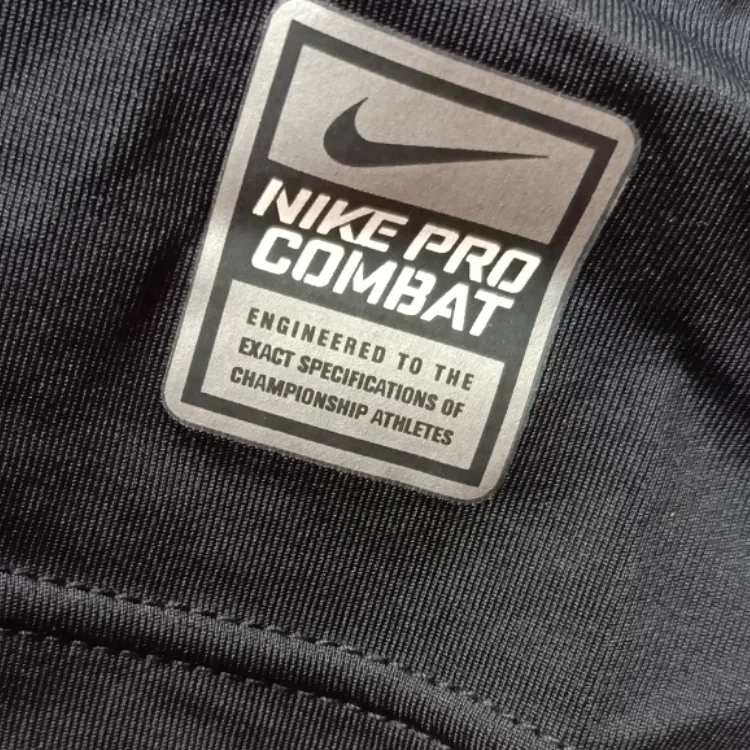 NIKE PRO
COMBAT
ENGINEERED TO THE
EXACT SPECIFICATIONS OF
CHAMPIONSHIP ATHLETES